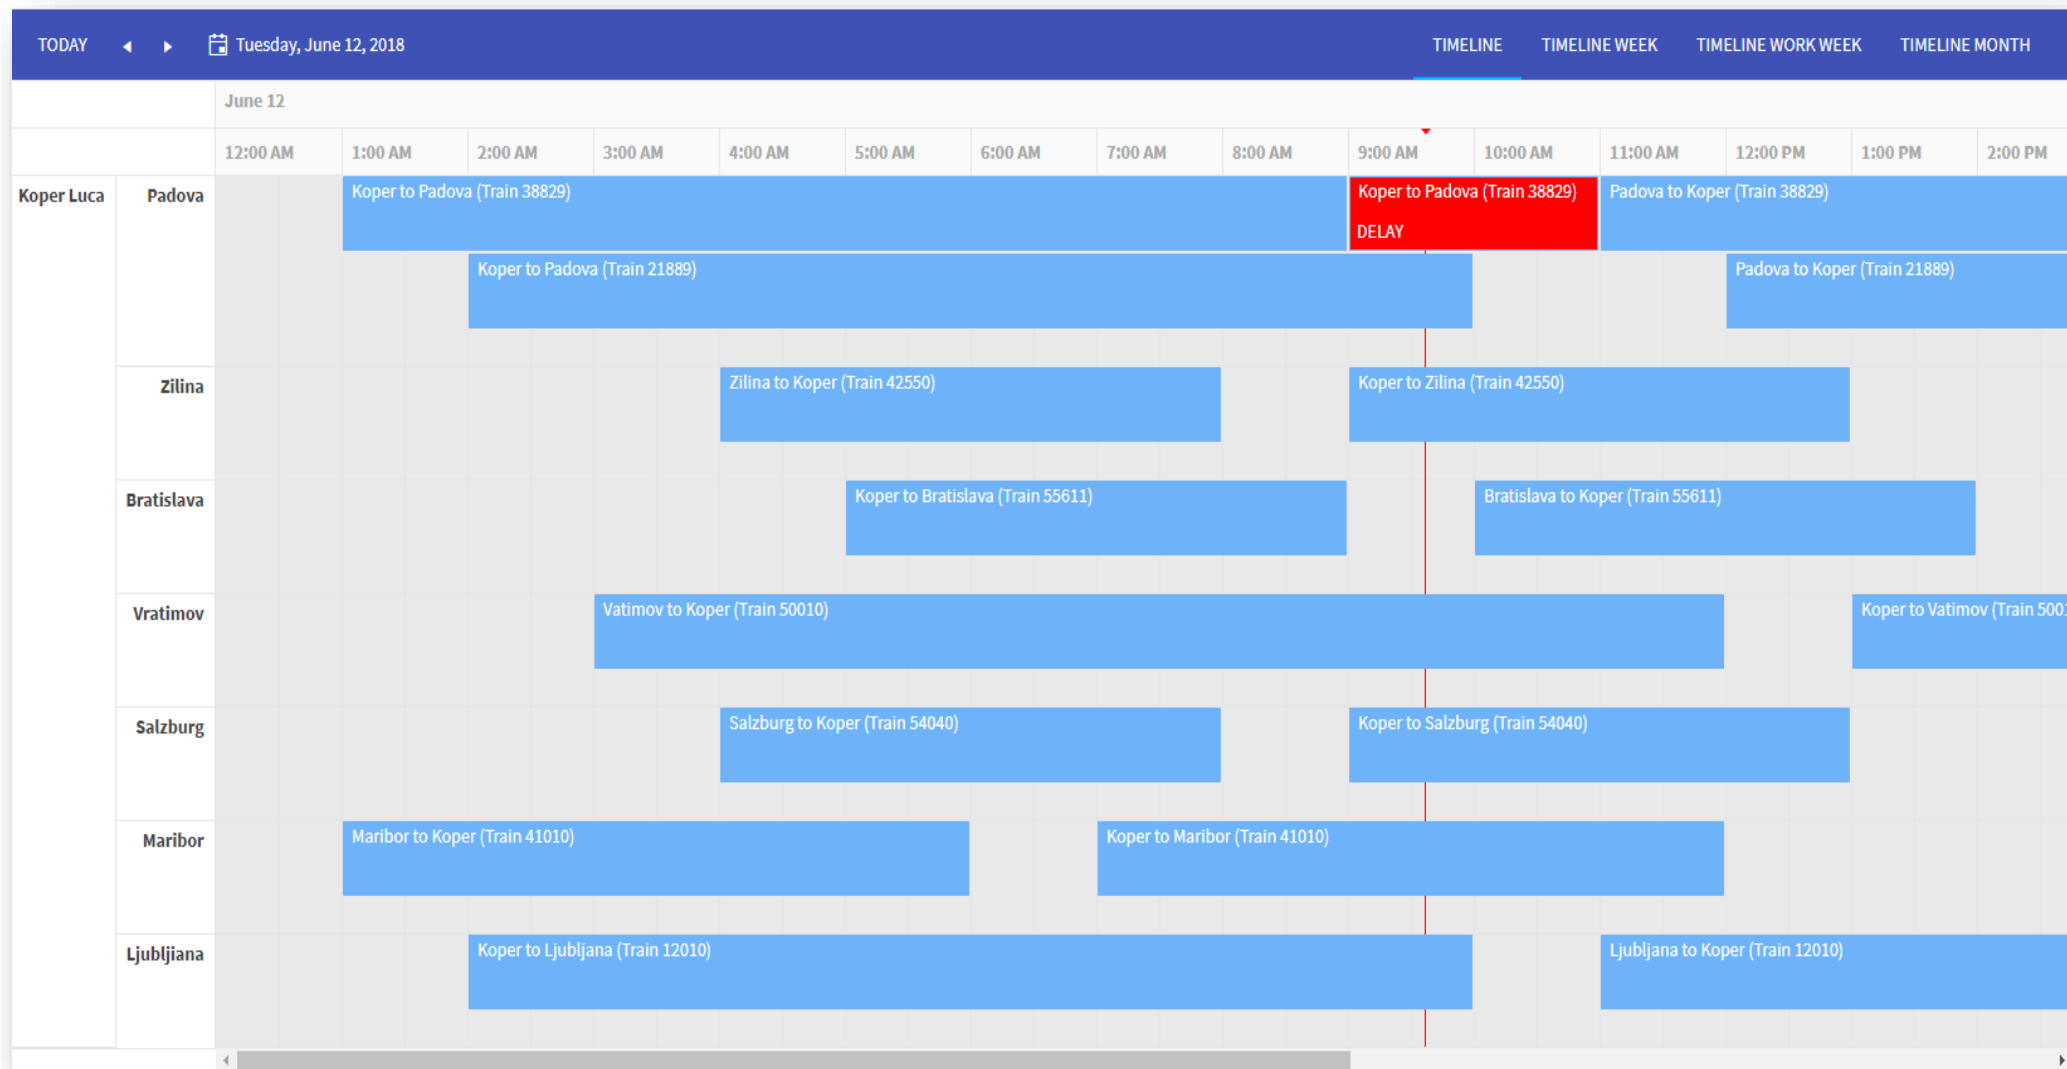 TODAY Tuesday, June 12, 2018 TIMELINE TIMELINE WEEK TIMELINE WORK WEEK TIMELINE MONTH
June 12
12:00 AM 1:00 AM 2:00 AM 3:00 AM 4:00 AM 5:00 AM 6:00 AM 7:00 AM 8:00 AM 9:00 AM 10:00 AM 11:00 AM 12:00 PM 1:00 PM 2:00 PM
Koper Luca Padova Koper to Padova (Train 38829) Koper to Padova (Train 38829) Padova to Koper (Train 38829)
DELAY
Koper to Padova (Train 21889) Padova to Koper (Train 21889)
Zilina Zilina to Koper (Train 42550) Koper to Zilina (Train 42550)
Bratislava Koper to Bratislava (Train 55611) Bratislava to Koper (Train 55611)
Vratimov Vatimov to Koper (Train 50010) Koper to Vatimov (Train 500
Salzburg Salzburg to Koper (Train 54040) Koper to Salzburg (Train 54040)
Maribor Maribor to Koper (Train 41010) Koper to Maribor (Train 41010)
Ljubljiana Koper to Ljubljana (Train 12010) Ljubljana to Koper (Train 12010)